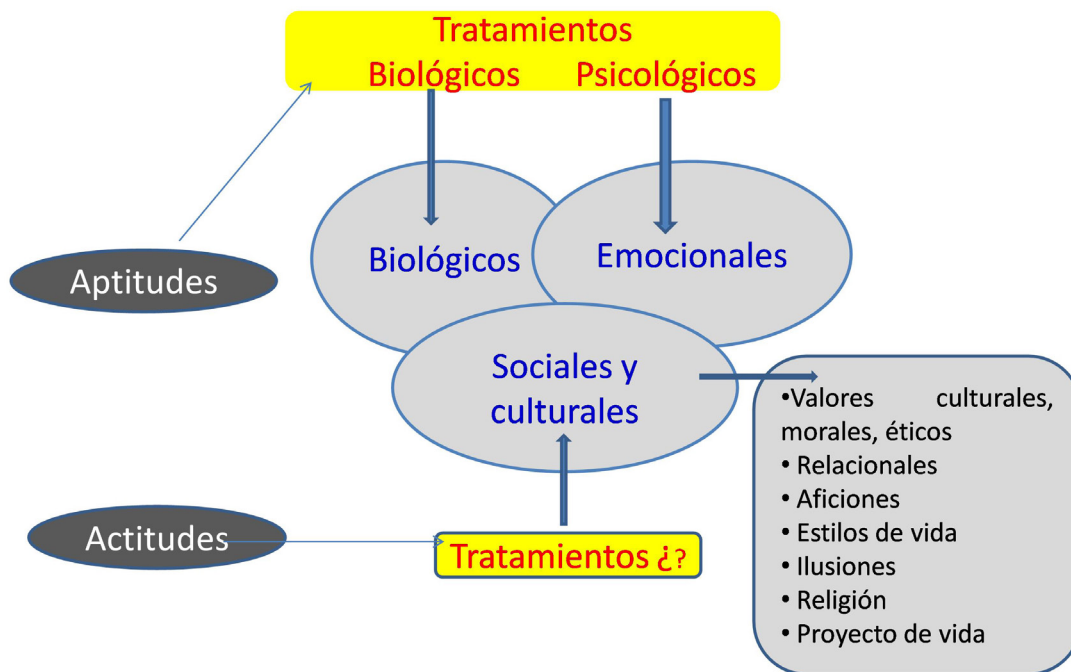 Tratamientos
Biológicos Psicológicos
Biológicos
Emocionales
Aptitudes
Sociales y
culturales
•Valores culturales,
morales, éticos
• Relacionales
• Aficiones
• Estilos de vida
• Ilusiones
• Religión
• Proyecto de vida
Actitudes
Tratamientos ¿?